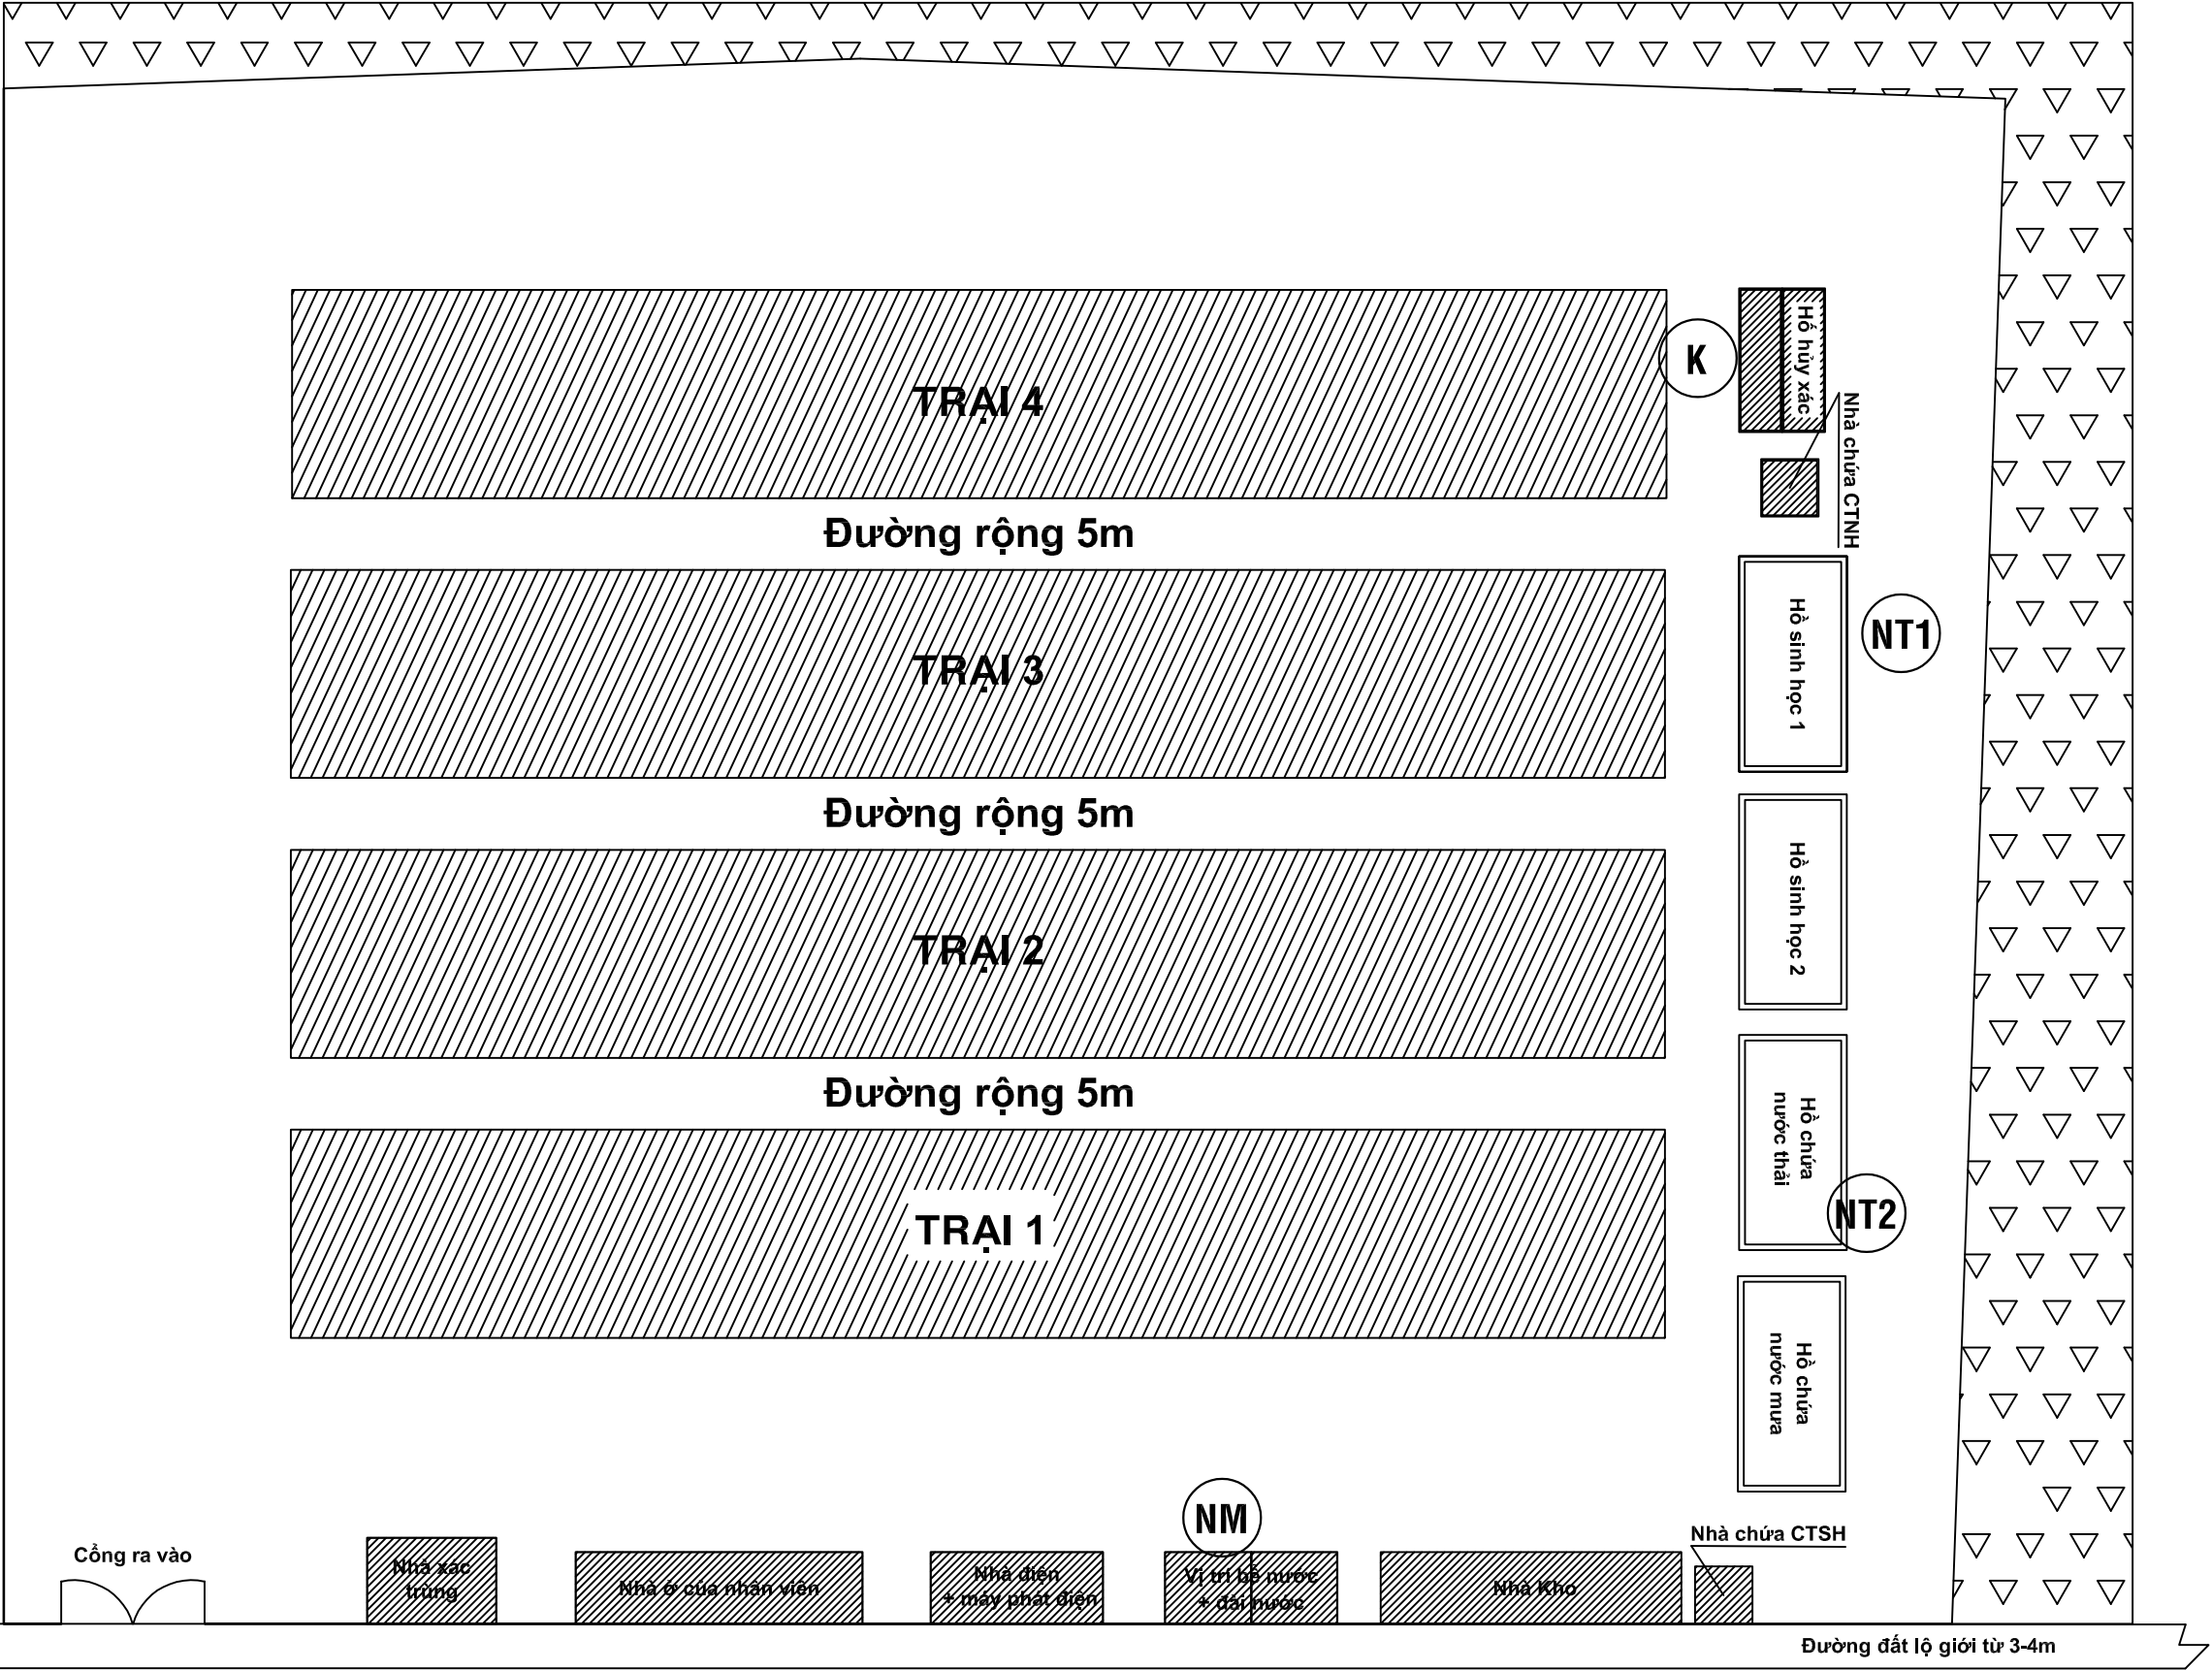 TRẠI 4
K
Hố hủy xác
Nhà chứa CTNH
Đường rộng 5m
TRẠI 3
Hồ sinh học 1
NT1
Đường rộng 5m
TRẠI 2
Hồ sinh học 2
Đường rộng 5m
TRẠI 1
Hồ chứa
nước thải
NT2
Hồ chứa
nước mưa
NM
Nhà chứa CTSH
Cổng ra vào
Nhà xác
trùng
Nhà ở của nhân viên
Nhà điện
+ máy phát điện
Vị trí bể nước
+ đài nước
Nhà Kho
Đường đất lộ giới từ 3-4m